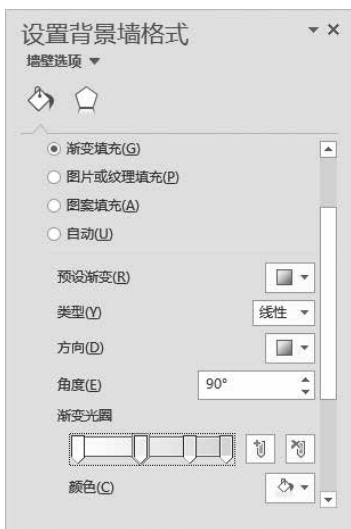 设置背景墙格式
墙壁选项
渐变填充(G)
图片或纹理填充(P)
图案填充(A)
自动(U)
预设渐变(R)
类型(Y) 线性
方向(D)
角度(E) 90°
渐变光圈
颜色(C)